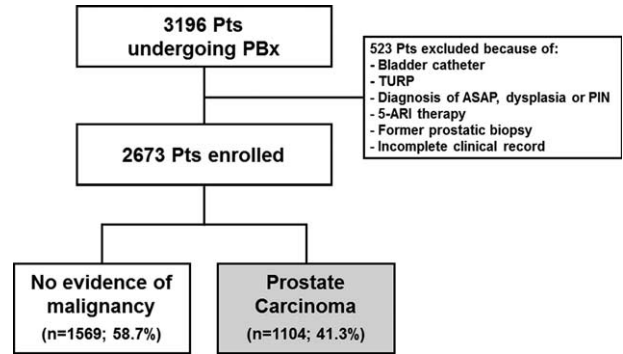 3196 Pts
undergoing PBx
523 Pts excluded because of:
- Bladder catheter
- TURP
- Diagnosis of ASAP, dysplasia or PIN
- 5-ARI therapy
- Former prostatic biopsy
- Incomplete clinical record
2673 Pts enrolled
No evidence of
malignancy
(n=1569; 58.7%)
Prostate
Carcinoma
(n=1104; 41.3%)